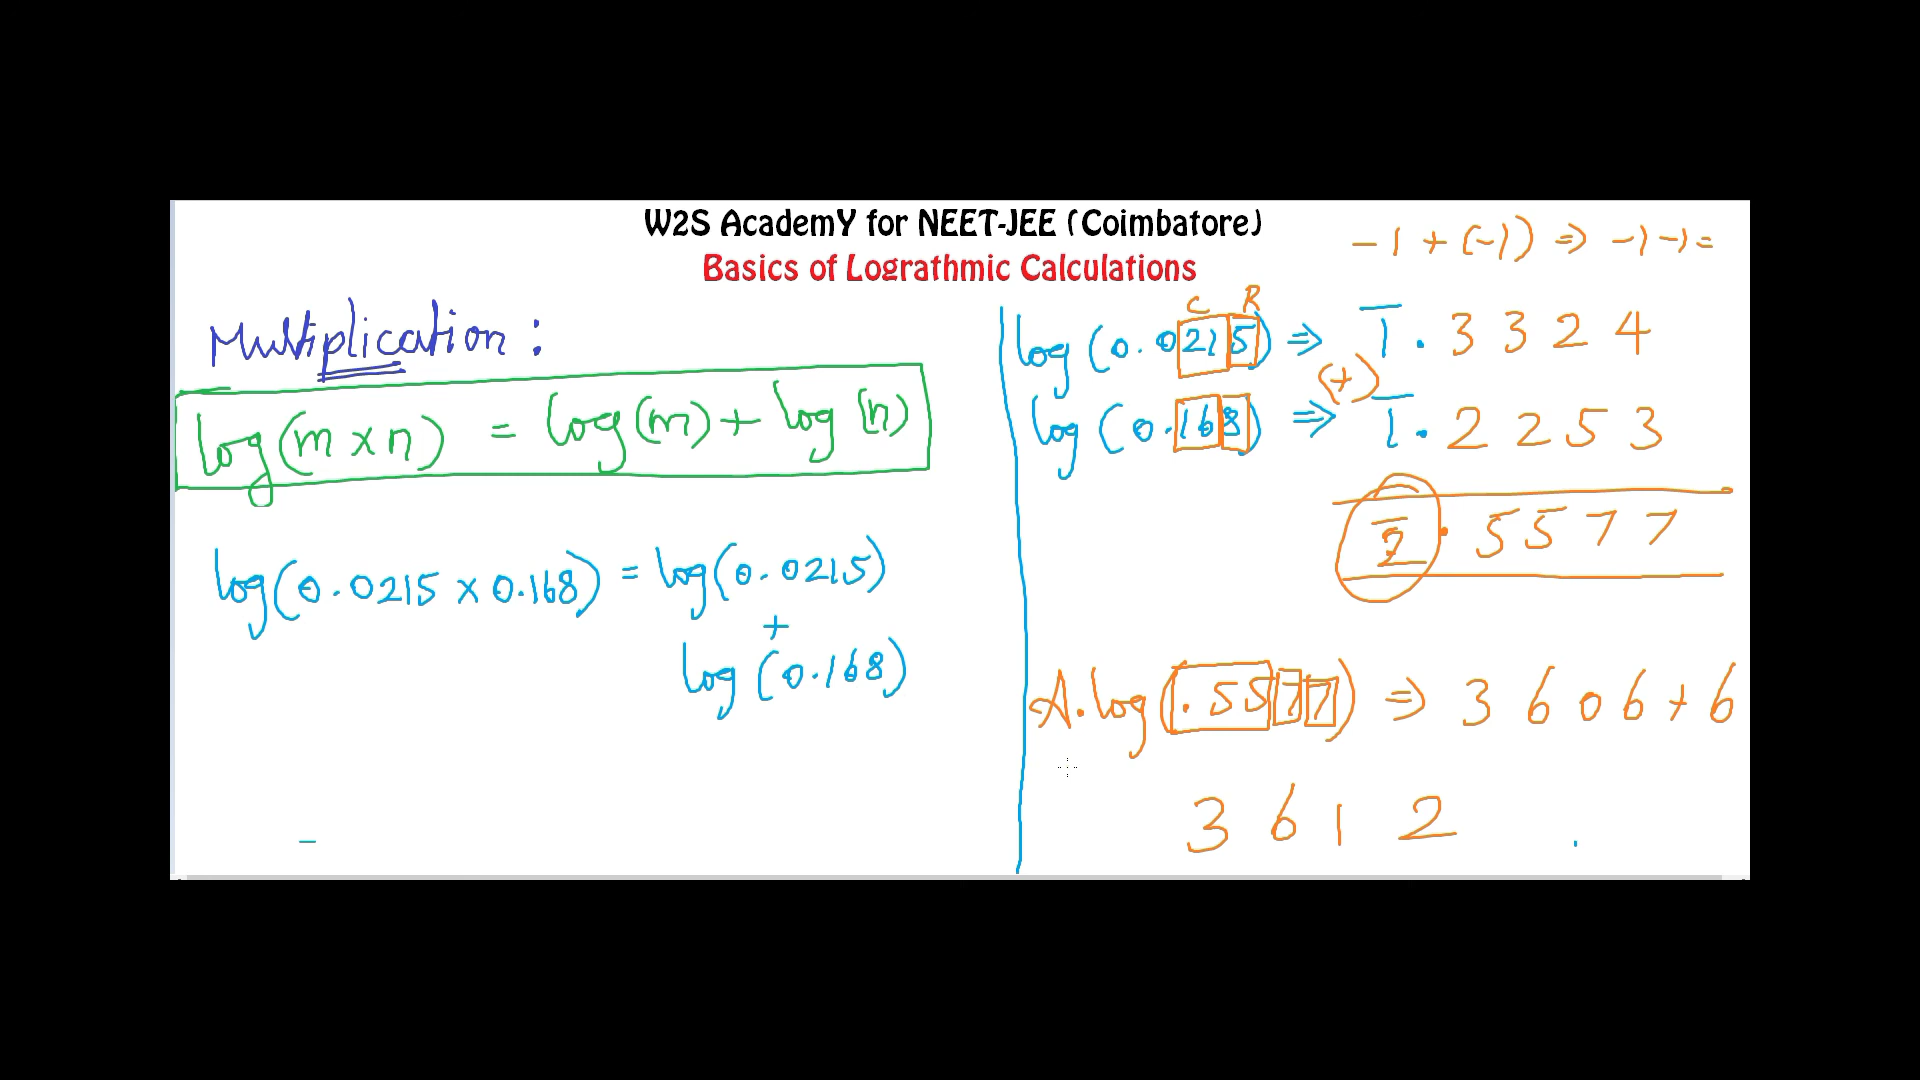 W2S AcademY for NEET-JEE (Coimbatore)
Basics of Lograthmic Calculations
Multiplication :
log(m x n) = log(m) + log(n)
log(0.0215 x 0.168) = log(0.0215)
+
log(0.168)
-1 + (-1) ⇒ -1 -1 =
C R
log(0.0215) ⇒ 1̅.3324
(+)
log(0.168) ⇒ 1̅.2253
2̅.5577
A.log(.5577) ⇒ 3606+6
3612